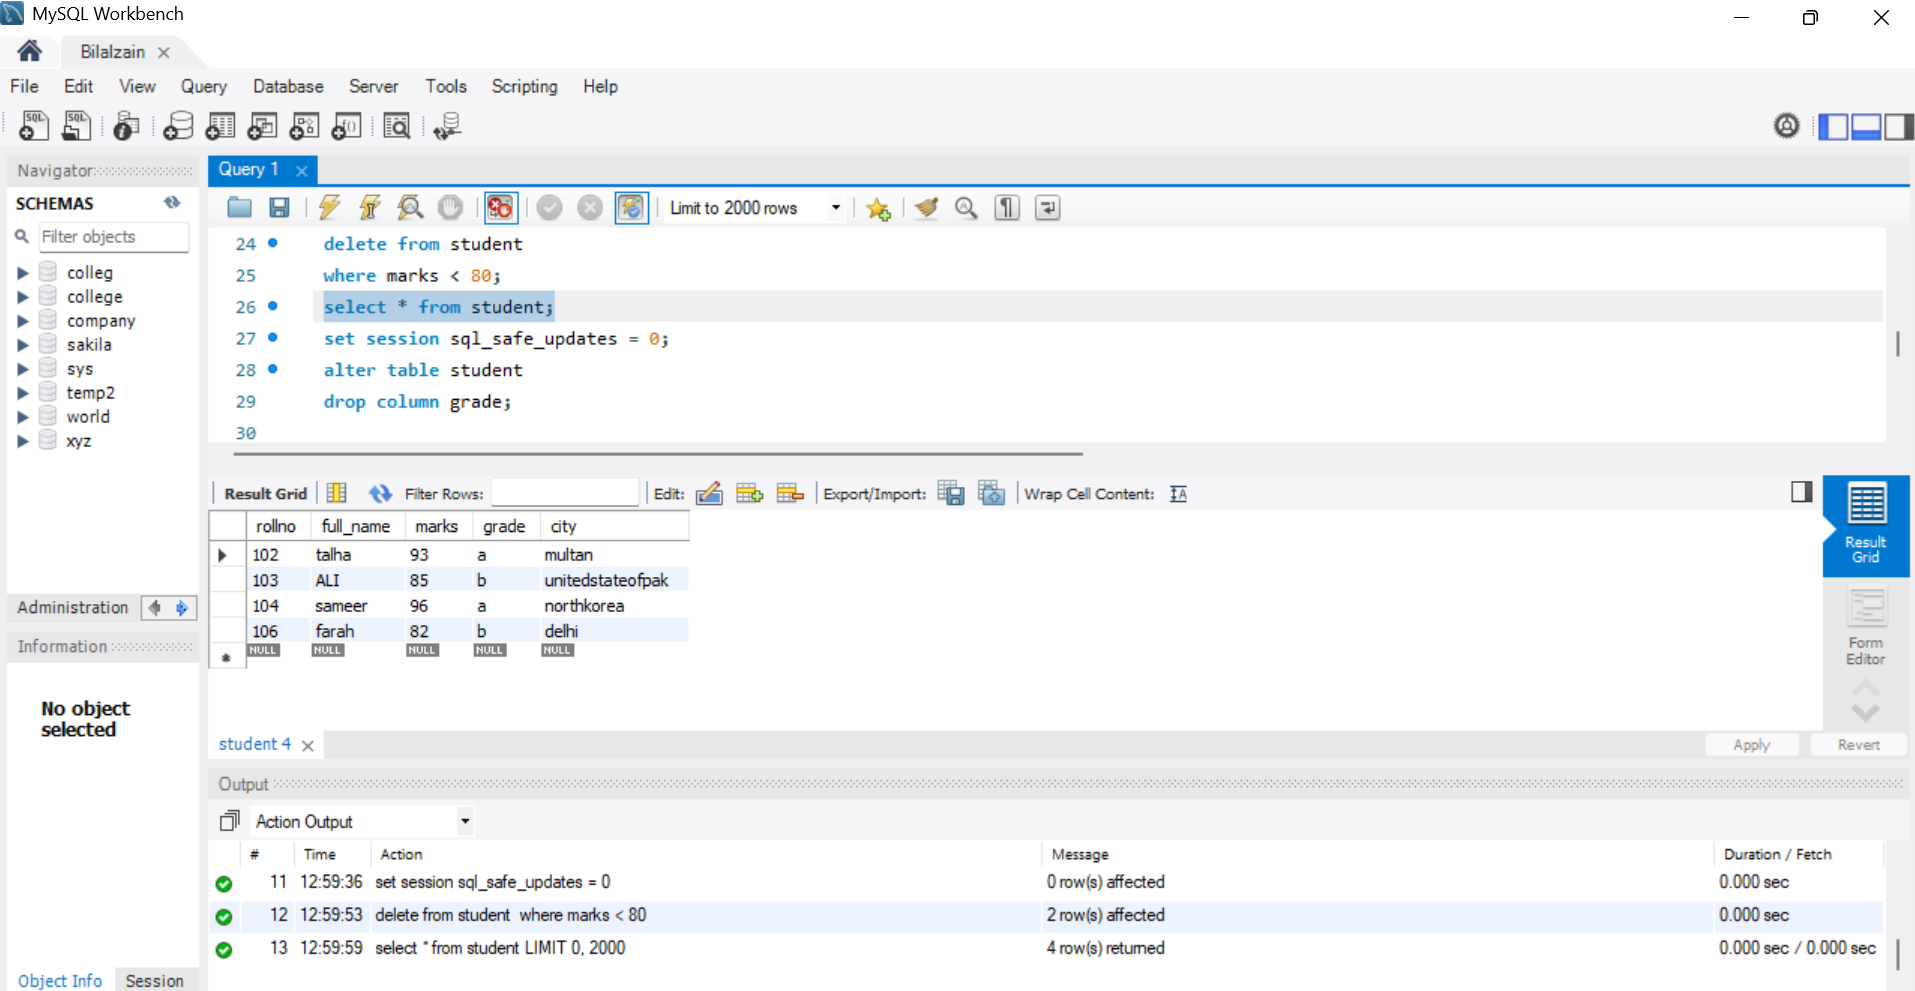 MySQL Workbench
Bilalzain
File Edit View Query Database Server Tools Scripting Help
SQL SQL f()
Navigator
SCHEMAS
Filter objects
colleg
college
company
sakila
sys
temp2
world
xyz
Administration
Information
No object
selected
Object Info Session
Query 1
Limit to 2000 rows
24 delete from student
25 where marks < 80;
26 select * from student;
27 set session sql_safe_updates = 0;
28 alter table student
29 drop column grade;
30
Result Grid Filter Rows: Edit: Export/Import: Wrap Cell Content: IA
rollno full_name marks grade city
102 talha 93 a multan
103 ALI 85 b unitedstateofpak
104 sameer 96 a northkorea
106 farah 82 b delhi
NULL NULL NULL NULL NULL
Result
Grid
Form
Editor
student 4
Apply Revert
Output
Action Output
# Time Action Message Duration / Fetch
11 12:59:36 set session sql_safe_updates = 0 0 row(s) affected 0.000 sec
12 12:59:53 delete from student where marks < 80 2 row(s) affected 0.000 sec
13 12:59:59 select * from student LIMIT 0, 2000 4 row(s) returned 0.000 sec / 0.000 sec